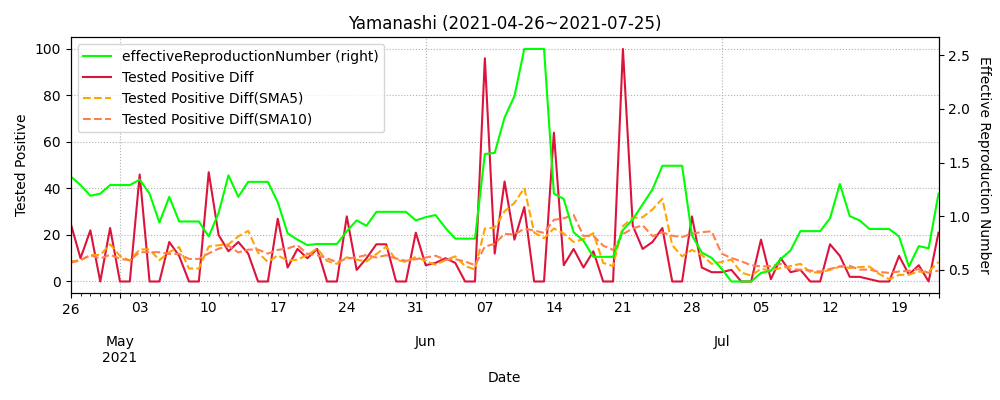 Yamanashi (2021-04-26~2021-07-25)
effectiveReproductionNumber (right)
Tested Positive Diff
Tested Positive Diff(SMA5)
Tested Positive Diff(SMA10)
Tested Positive
100
80
60
40
20
0
2.5
2.0
1.5
1.0
0.5
Effective Reproduction Number
26 03 10 17 24 31 07 14 21 28 05 12 19
May Jun Jul
2021
Date